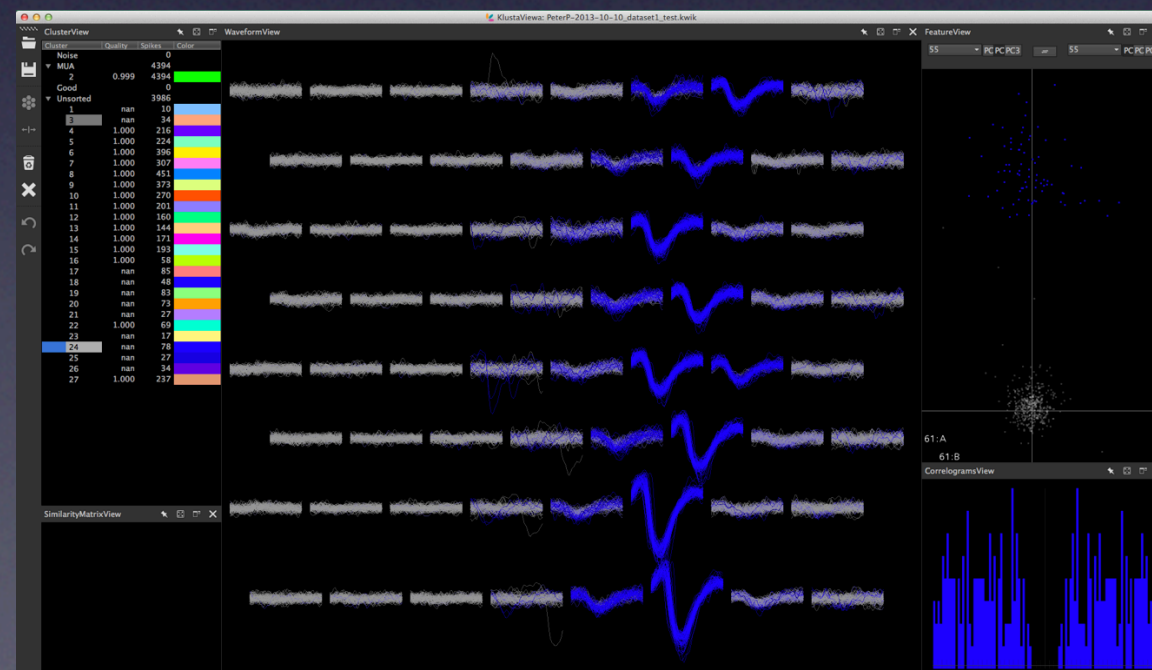 KlustaViewa: PeterP-2013-10-10_dataset1_test.kwik
ClusterView
Cluster Quality Spikes Color
Noise 0
MUA 4394
2 0.999 4394
Good 0
Unsorted 3986
1 nan 10
3 nan 34
4 1.000 216
5 1.000 224
6 1.000 396
7 1.000 307
8 1.000 451
9 1.000 373
10 1.000 270
11 1.000 201
12 1.000 160
13 1.000 144
14 1.000 171
15 1.000 193
16 1.000 58
17 nan 85
18 nan 48
19 nan 83
20 nan 73
21 nan 27
22 1.000 69
23 nan 17
24 nan 78
25 nan 27
26 nan 34
27 1.000 237
SimilarityMatrixView
WaveformView
FeatureView
55 PC PC PC3 55 PC PC
61:A
61:B
CorrelogramsView